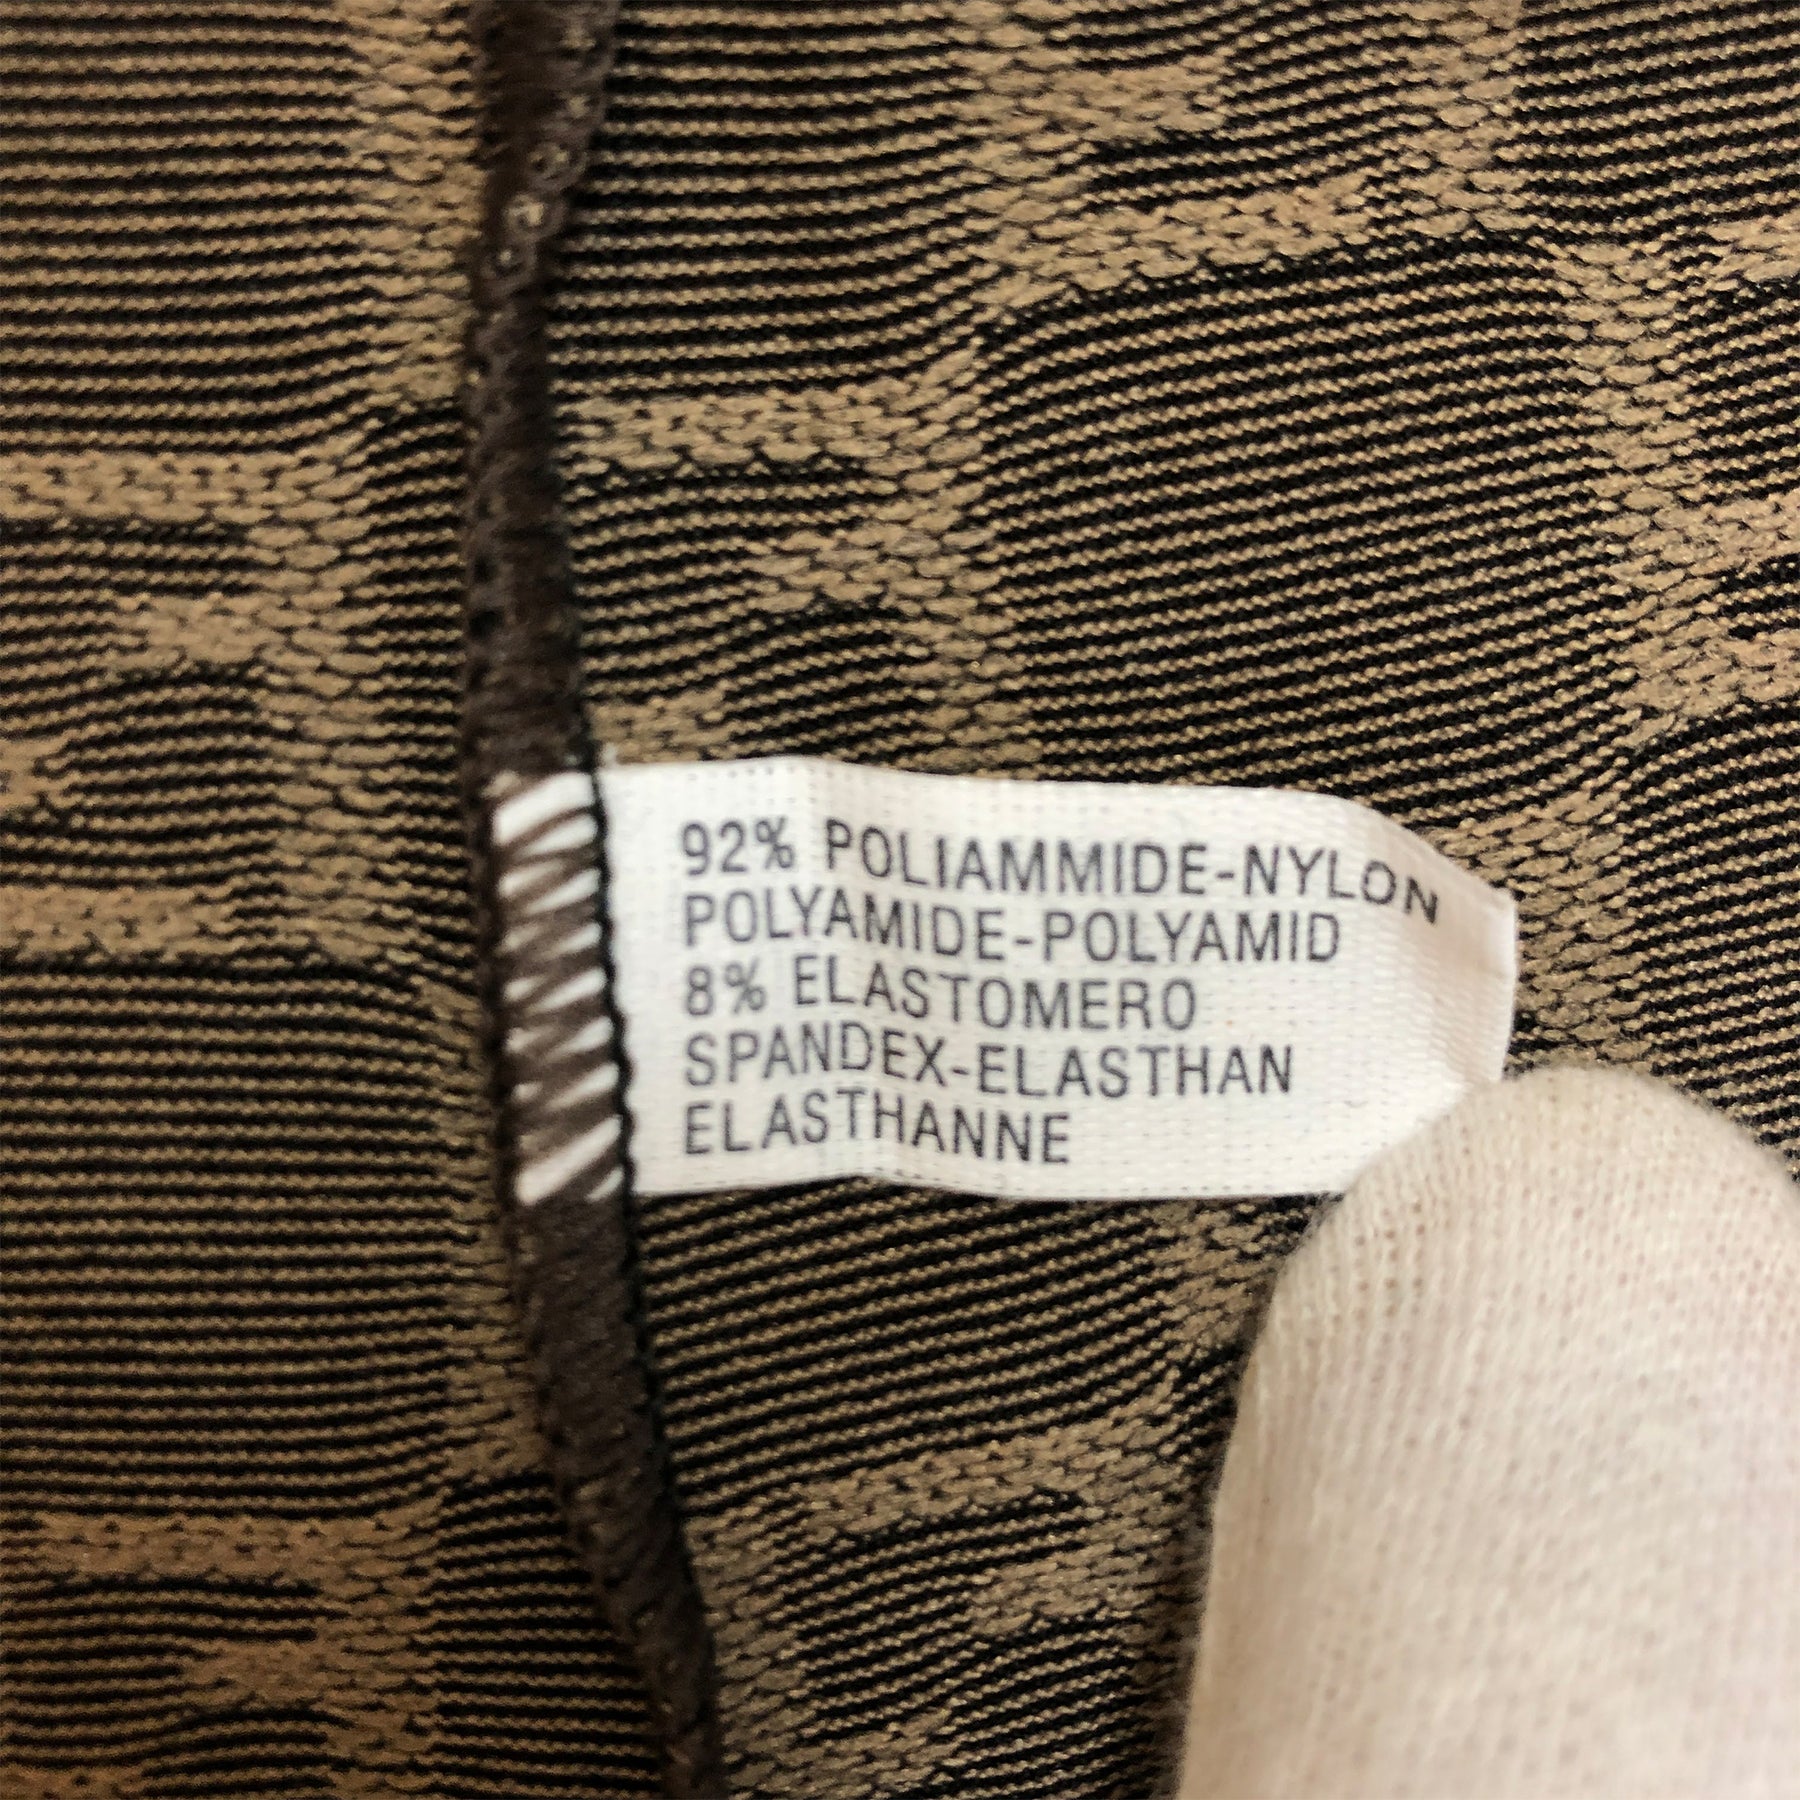 92% POLIAMMIDE-NYLON
POLYAMIDE-POLYAMID
8% ELASTOMERO
SPANDEX-ELASTHAN
ELASTHANNE